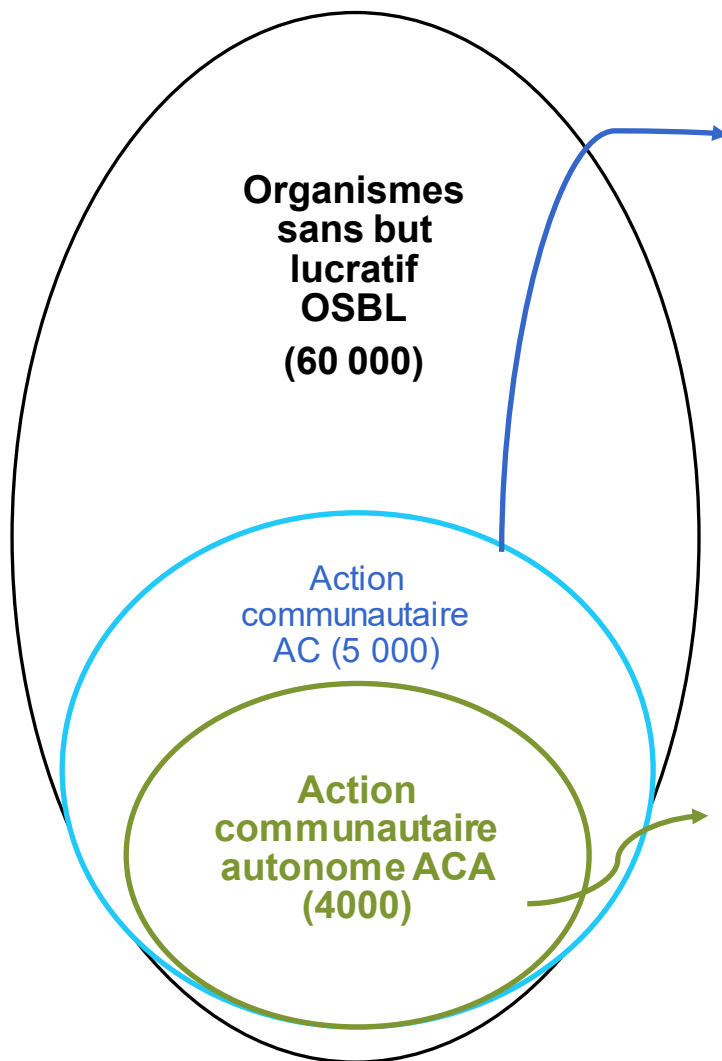 Organismes
sans but
lucratif
OSBL
(60 000)
Action
communautaire
AC (5 000)
Action
communautaire
autonome ACA
(4000)